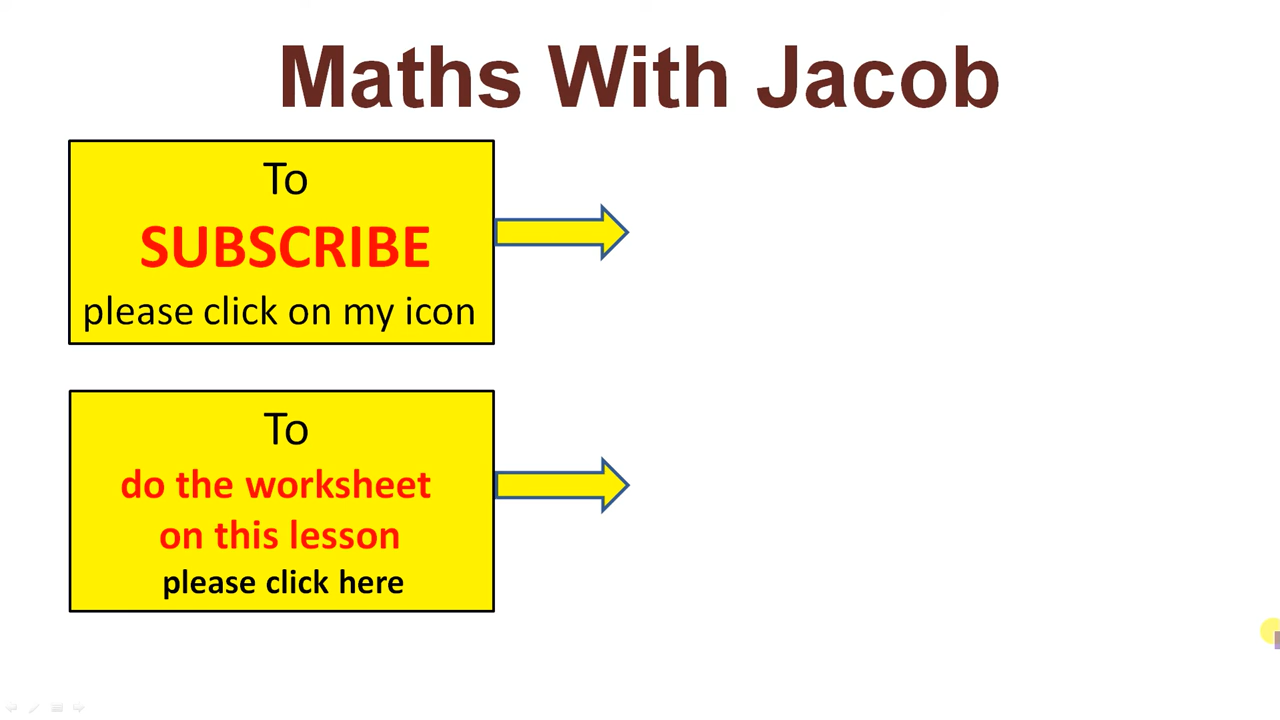 Maths With Jacob
To
SUBSCRIBE
please click on my icon
To
do the worksheet
on this lesson
please click here